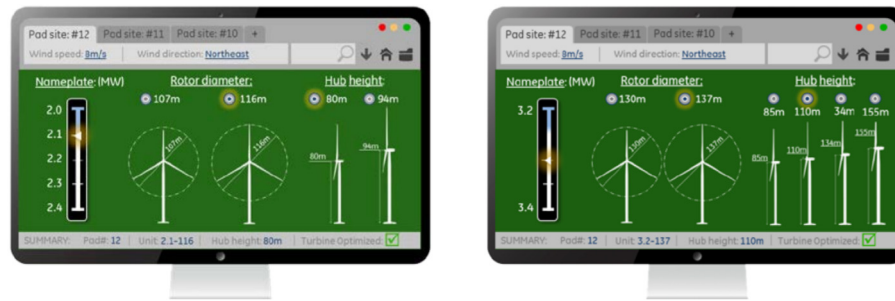 Pad site: #12 Pad site: #11 Pad site: #10 +
Wind speed: 8m/s Wind direction: Northeast
Nameplate: (MW) Rotor diameter: Hub height:
107m 116m 80m 94m
2.0
2.1
2.2
2.3
2.4
107m 116m 80m 94m
SUMMARY: Pad#: 12 Unit: 2.1-116 Hub height: 80m Turbine Optimized:
Pad site: #12 Pad site: #11 Pad site: #10 +
Wind speed: 8m/s Wind direction: Northeast
Nameplate: (MW) Rotor diameter: Hub height:
130m 137m
85m 110m 34m 155m
3.2
3.4
130m 137m 85m 110m 134m 155m
SUMMARY: Pad#: 12 Unit: 3.2-137 Hub height: 110m Turbine Optimized: